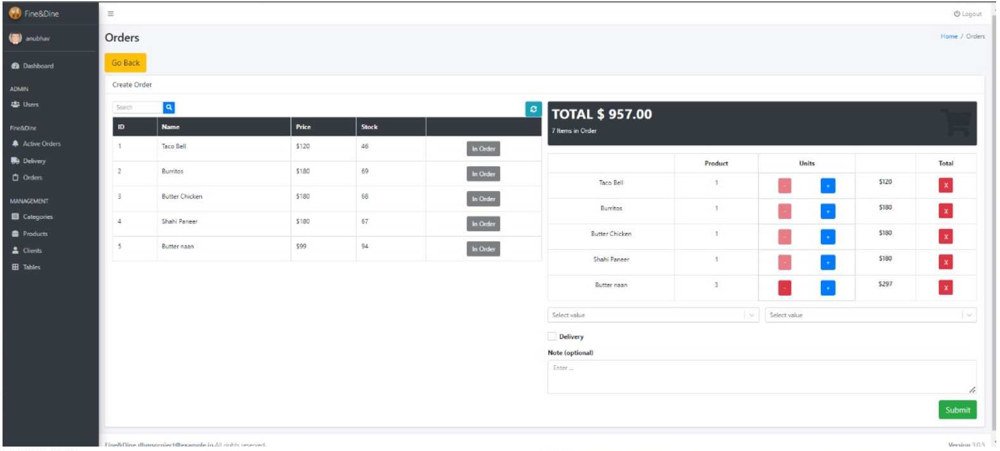 Fine&Dine
Logout
anubhav
Orders
Home / Orders
Go Back
Dashboard
ADMIN
Users
Fine&Dine
Active Orders
Delivery
Orders
MANAGEMENT
Categories
Products
Clients
Tables
Create Order
Search
ID Name Price Stock
1 Taco Bell $120 46 In Order
2 Burritos $180 69 In Order
3 Butter Chicken $180 68 In Order
4 Shahi Paneer $180 67 In Order
5 Butter naan $99 94 In Order
TOTAL $ 957.00
7 Items in Order
Product Units Total
Taco Bell 1 - + $120 X
Burritos 1 - + $180 X
Butter Chicken 1 - + $180 X
Shahi Paneer 1 - + $180 X
Butter naan 3 - + $297 X
Select value Select value
Delivery
Note (optional)
Enter ...
Submit
Fine&Dine dbmsproject@example.io.All rights reserved.
Version 3.0.5